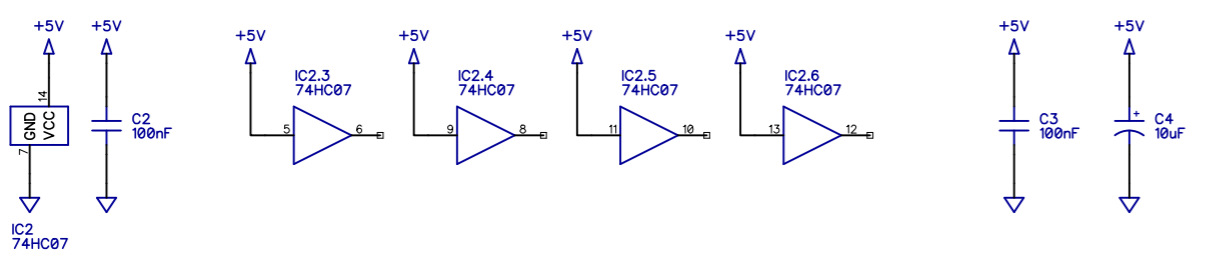 +5V
+5V
14
GND
VCC
7
IC2
74HC07
C2
100nF
+5V
IC2.3
74HC07
5
6
+5V
IC2.4
74HC07
9
8
+5V
IC2.5
74HC07
11
10
+5V
IC2.6
74HC07
13
12
+5V
C3
100nF
+5V
+
C4
10uF